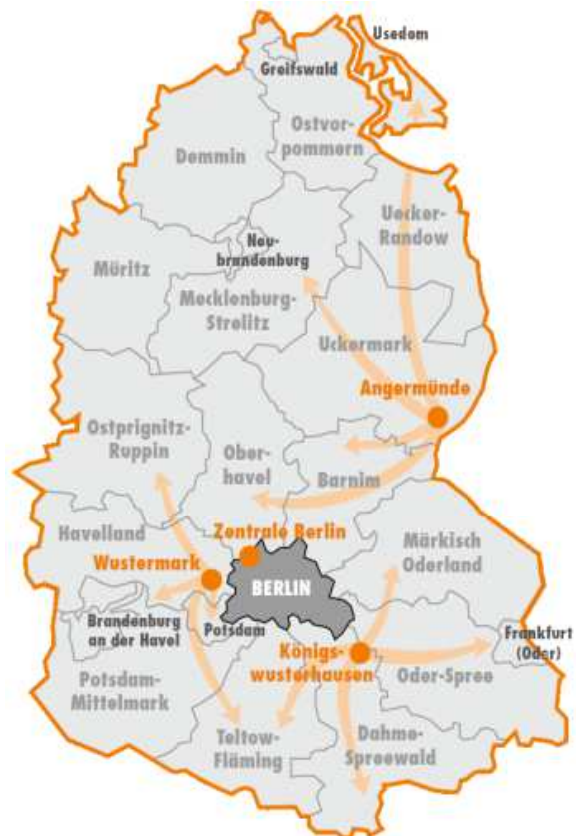 Usedom
Greifswald
Ostvor-
pommern
Demmin
Uecker-
Randow
Neu-
brandenburg
Müritz
Mecklenburg-
Strelitz
Uckermark
Angermünde
Ostprignitz-
Ruppin
Ober-
havel
Barnim
Havelland
Zentrale Berlin
Märkisch
Oderland
Wustermark
BERLIN
Brandenburg
an der Havel
Potsdam
Frankfurt
(Oder)
Königs-
wusterhausen
Potsdam-
Mittelmark
Oder-Spree
Teltow-
Fläming
Dahme-
Spreewald